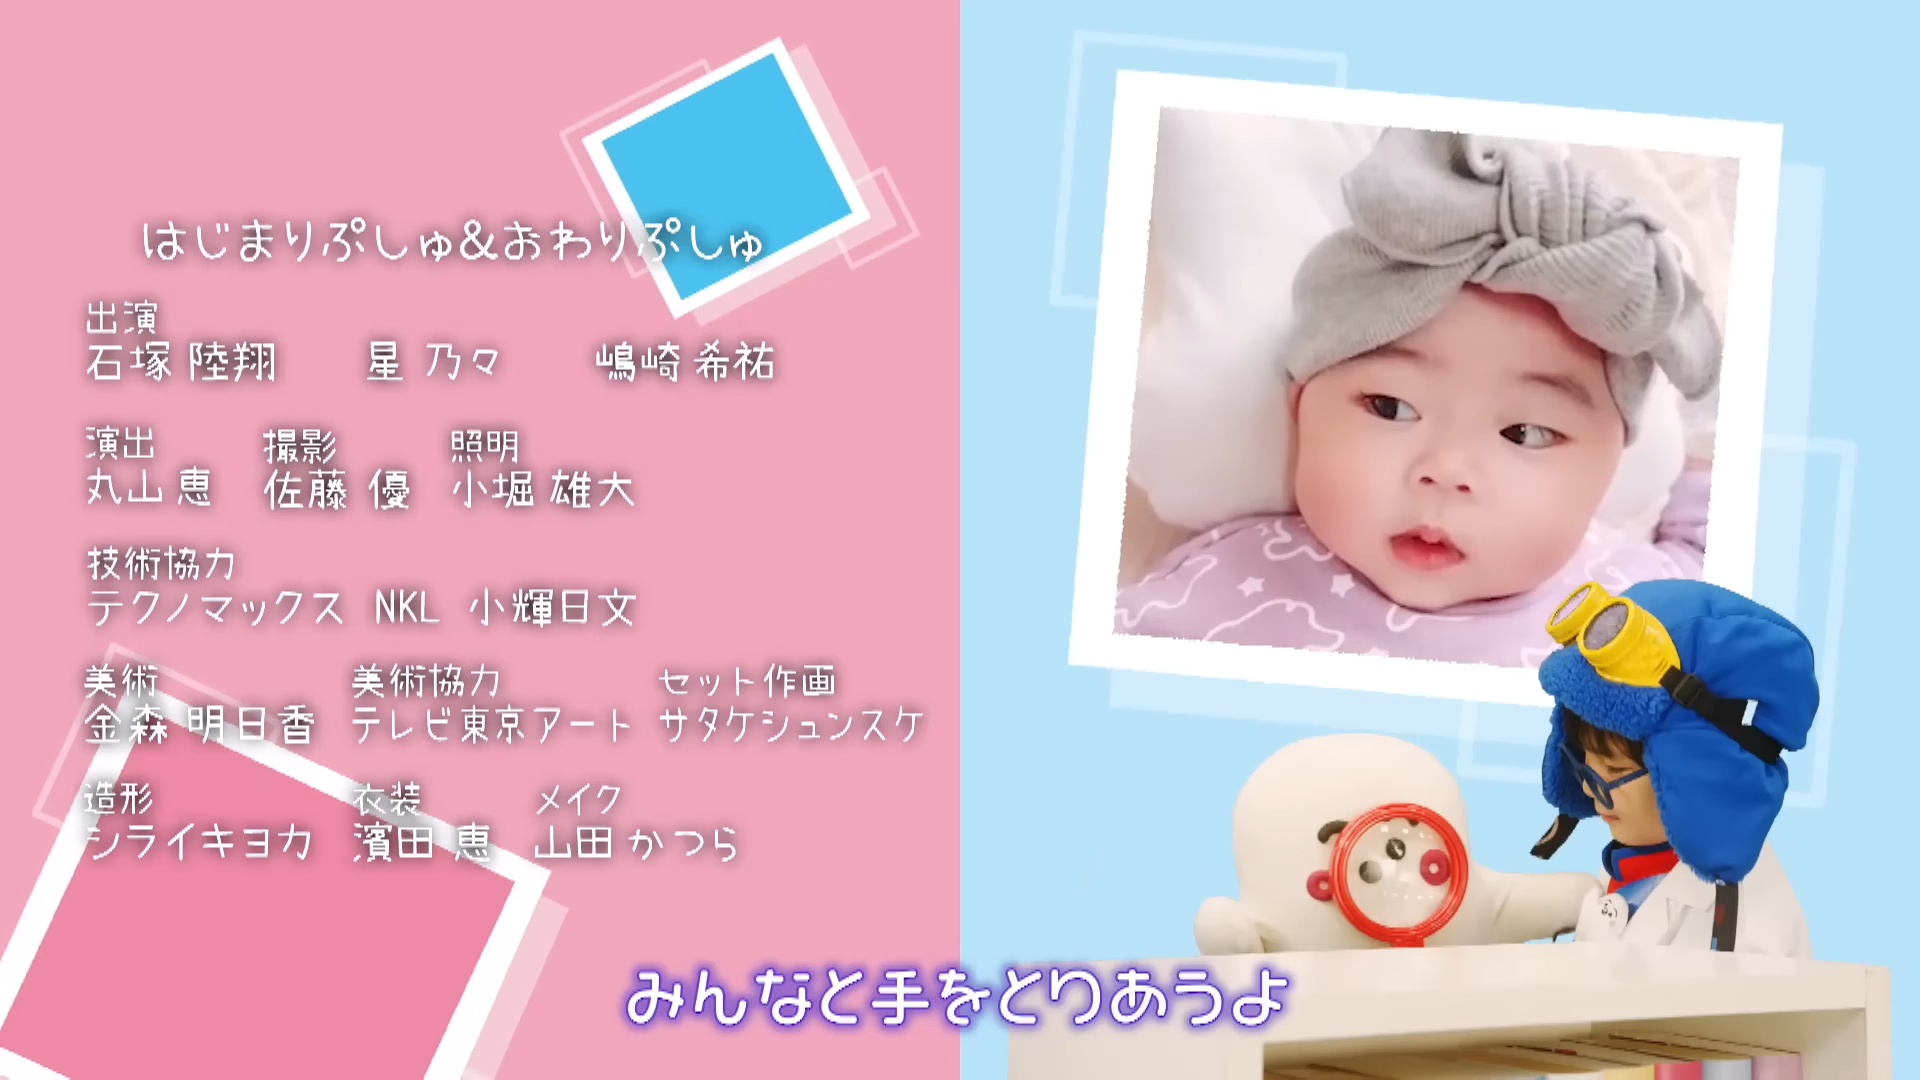 はじまりぷしゅ&おわりぷしゅ
出演
石塚 陸翔 星 乃々 嶋崎 希祐
演出 撮影 照明
丸山 恵 佐藤 優 小堀 雄大
技術協力
テクノマックス NKL 小輝日文
美術 美術協力 セット作画
金森 明日香 テレビ東京アート サタケシュンスケ
造形 衣装 メイク
シライキヨカ 濱田 恵 山田 かつら
みんなと手をとりあうよ